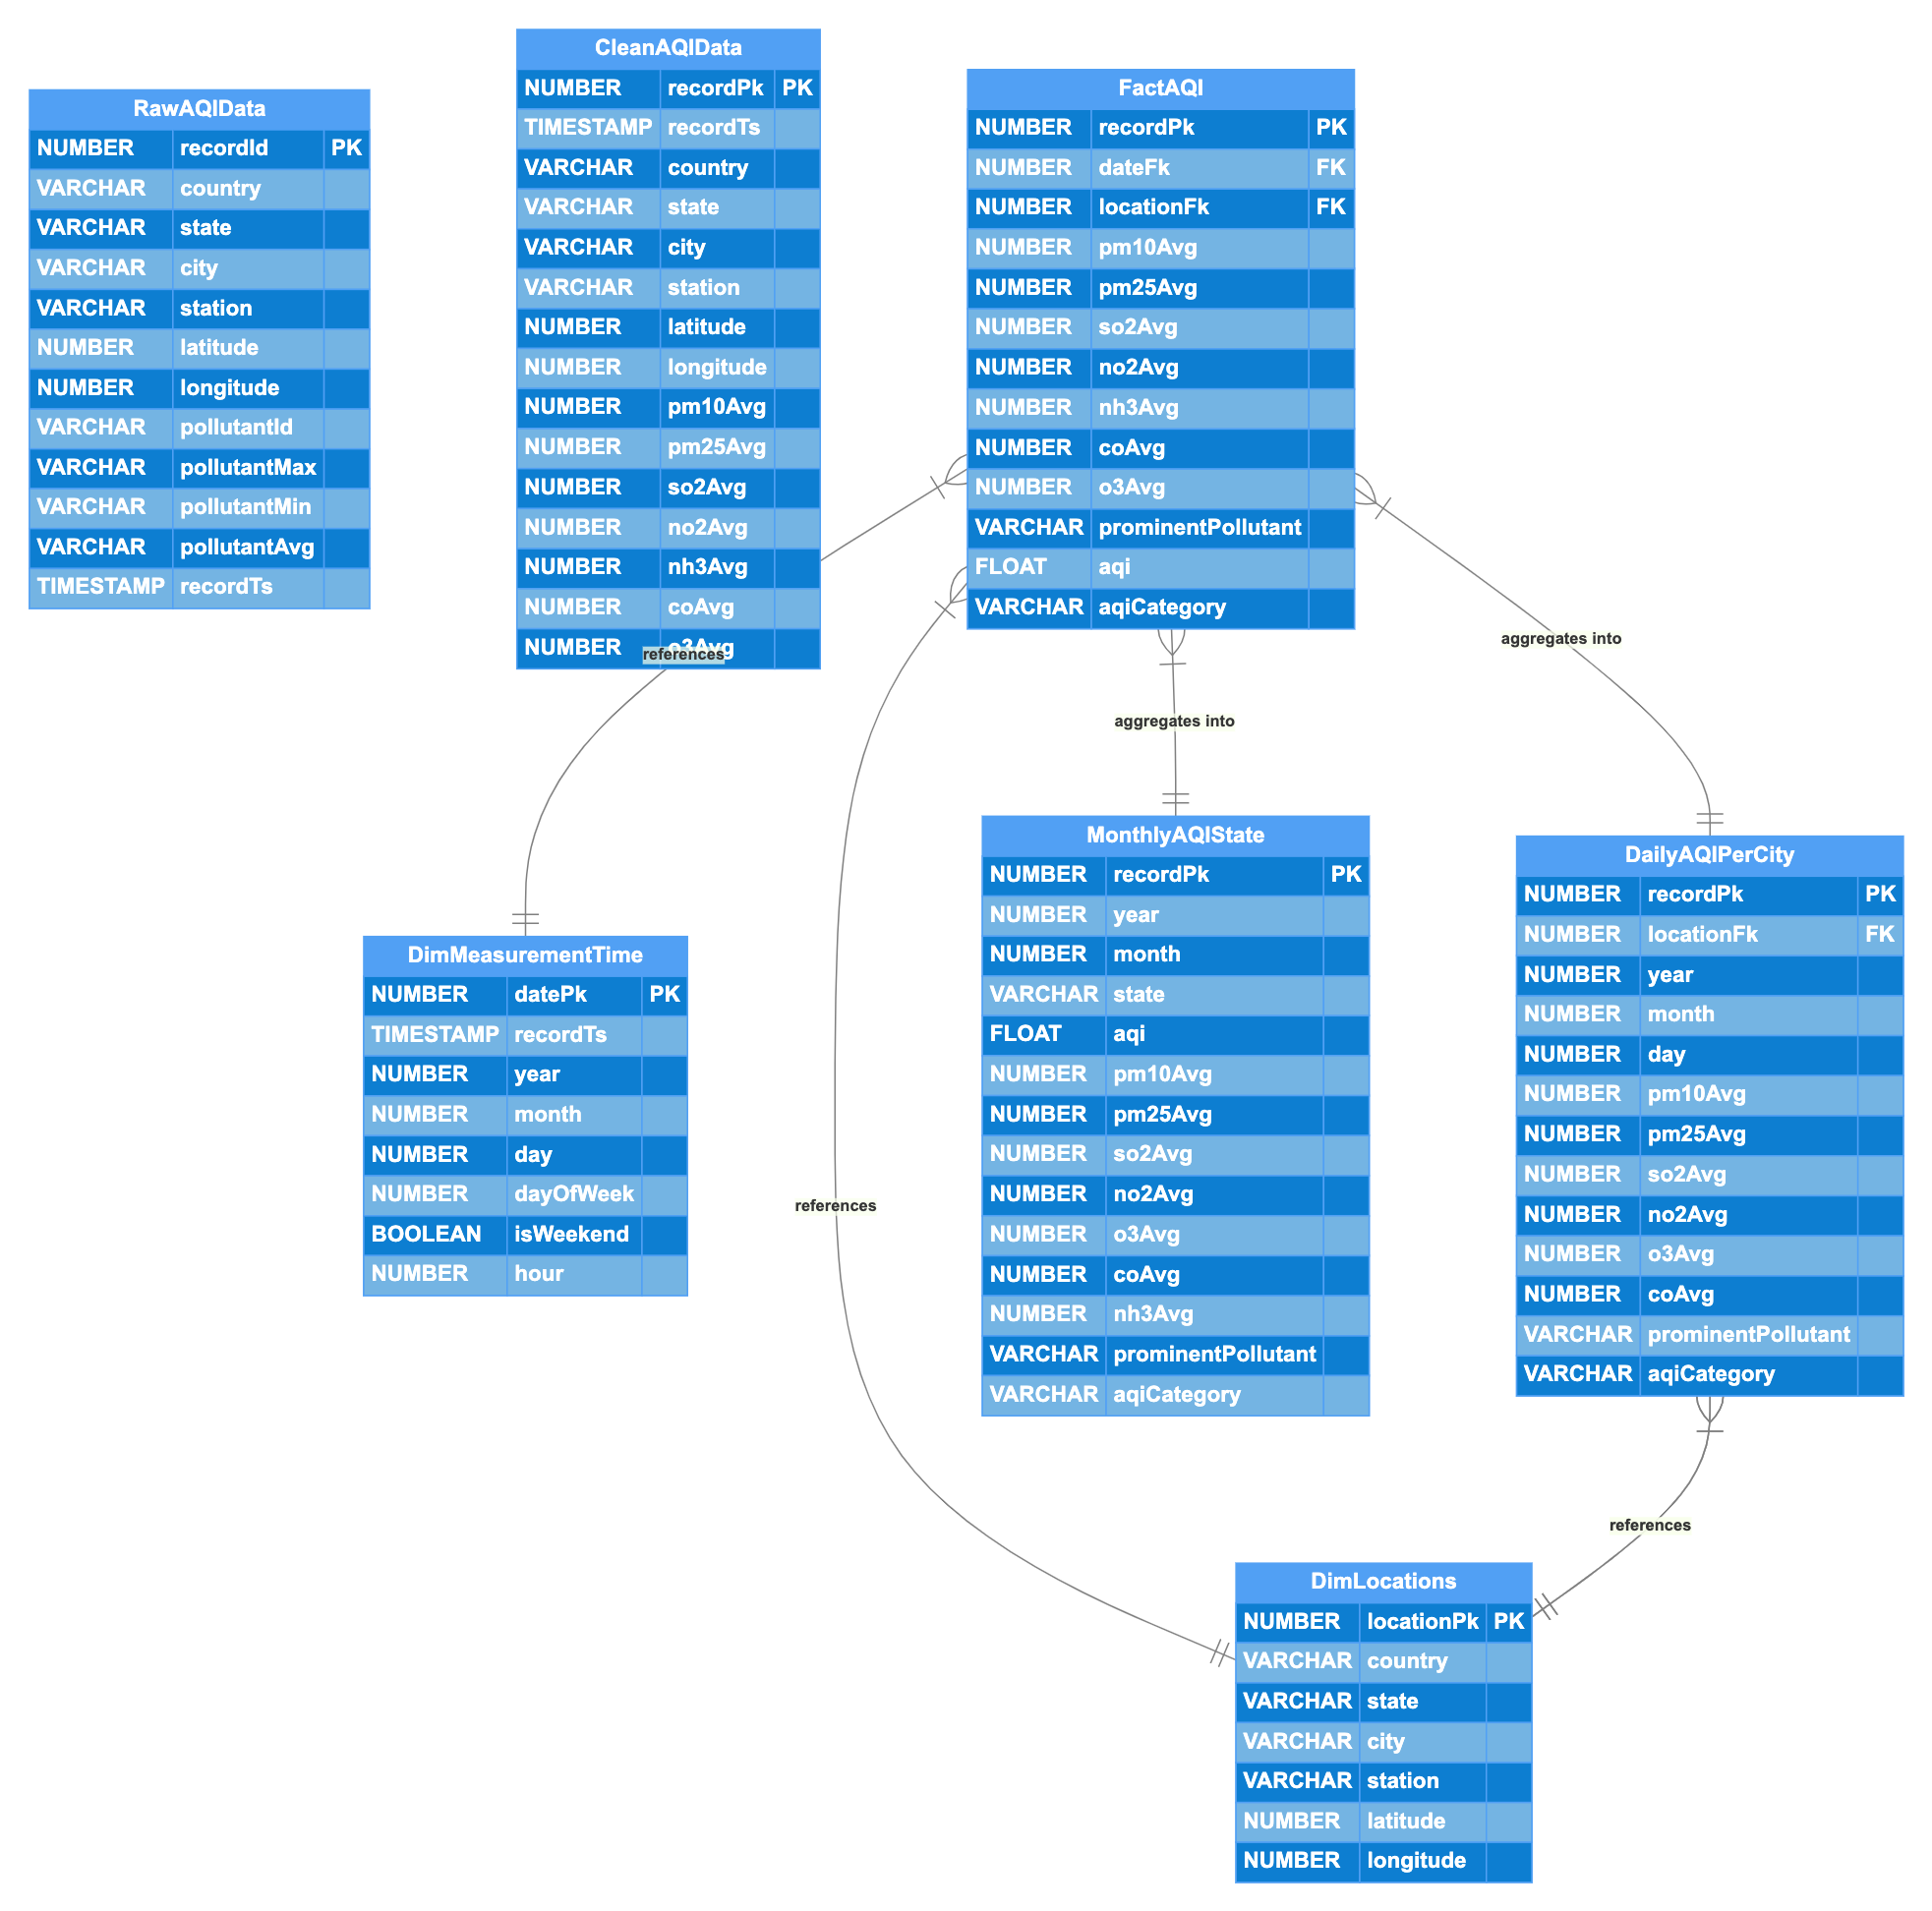 RawAQIData
NUMBER recordId PK
VARCHAR country
VARCHAR state
VARCHAR city
VARCHAR station
NUMBER latitude
NUMBER longitude
VARCHAR pollutantId
VARCHAR pollutantMax
VARCHAR pollutantMin
VARCHAR pollutantAvg
TIMESTAMP recordTs
CleanAQIData
NUMBER recordPk PK
TIMESTAMP recordTs
VARCHAR country
VARCHAR state
VARCHAR city
VARCHAR station
NUMBER latitude
NUMBER longitude
NUMBER pm10Avg
NUMBER pm25Avg
NUMBER so2Avg
NUMBER no2Avg
NUMBER nh3Avg
NUMBER coAvg
NUMBER o3Avg
references
FactAQI
NUMBER recordPk PK
NUMBER dateFk FK
NUMBER locationFk FK
NUMBER pm10Avg
NUMBER pm25Avg
NUMBER so2Avg
NUMBER no2Avg
NUMBER nh3Avg
NUMBER coAvg
NUMBER o3Avg
VARCHAR prominentPollutant
FLOAT aqi
VARCHAR aqiCategory
aggregates into
aggregates into
DimMeasurementTime
NUMBER datePk PK
TIMESTAMP recordTs
NUMBER year
NUMBER month
NUMBER day
NUMBER dayOfWeek
BOOLEAN isWeekend
NUMBER hour
references
MonthlyAQIState
NUMBER recordPk PK
NUMBER year
NUMBER month
VARCHAR state
FLOAT aqi
NUMBER pm10Avg
NUMBER pm25Avg
NUMBER so2Avg
NUMBER no2Avg
NUMBER o3Avg
NUMBER coAvg
NUMBER nh3Avg
VARCHAR prominentPollutant
VARCHAR aqiCategory
DailyAQIPerCity
NUMBER recordPk PK
NUMBER locationFk FK
NUMBER year
NUMBER month
NUMBER day
NUMBER pm10Avg
NUMBER pm25Avg
NUMBER so2Avg
NUMBER no2Avg
NUMBER o3Avg
NUMBER coAvg
VARCHAR prominentPollutant
VARCHAR aqiCategory
references
DimLocations
NUMBER locationPk PK
VARCHAR country
VARCHAR state
VARCHAR city
VARCHAR station
NUMBER latitude
NUMBER longitude